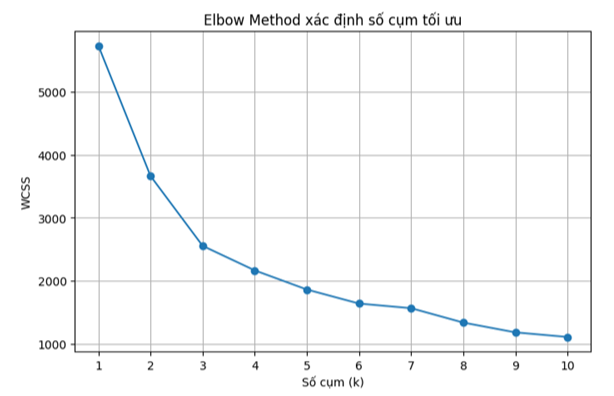 Elbow Method xác định số cụm tối ưu
WCSS
5000
4000
3000
2000
1000
1 2 3 4 5 6 7 8 9 10
Số cụm (k)